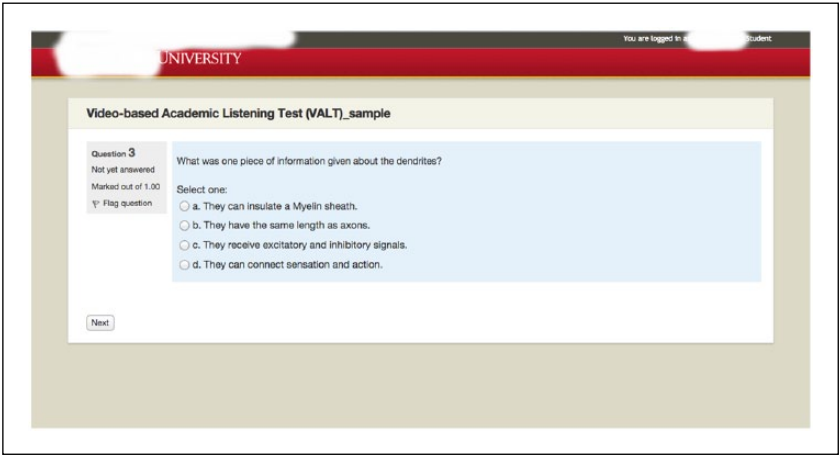 You are logged in
Student
UNIVERSITY
Video-based Academic Listening Test (VALT)_sample
Question 3
Not yet answered
Marked out of 1.00
Flag question
What was one piece of information given about the dendrites?
Select one:
a. They can insulate a Myelin sheath.
b. They have the same length as axons.
c. They receive excitatory and inhibitory signals.
d. They can connect sensation and action.
Next